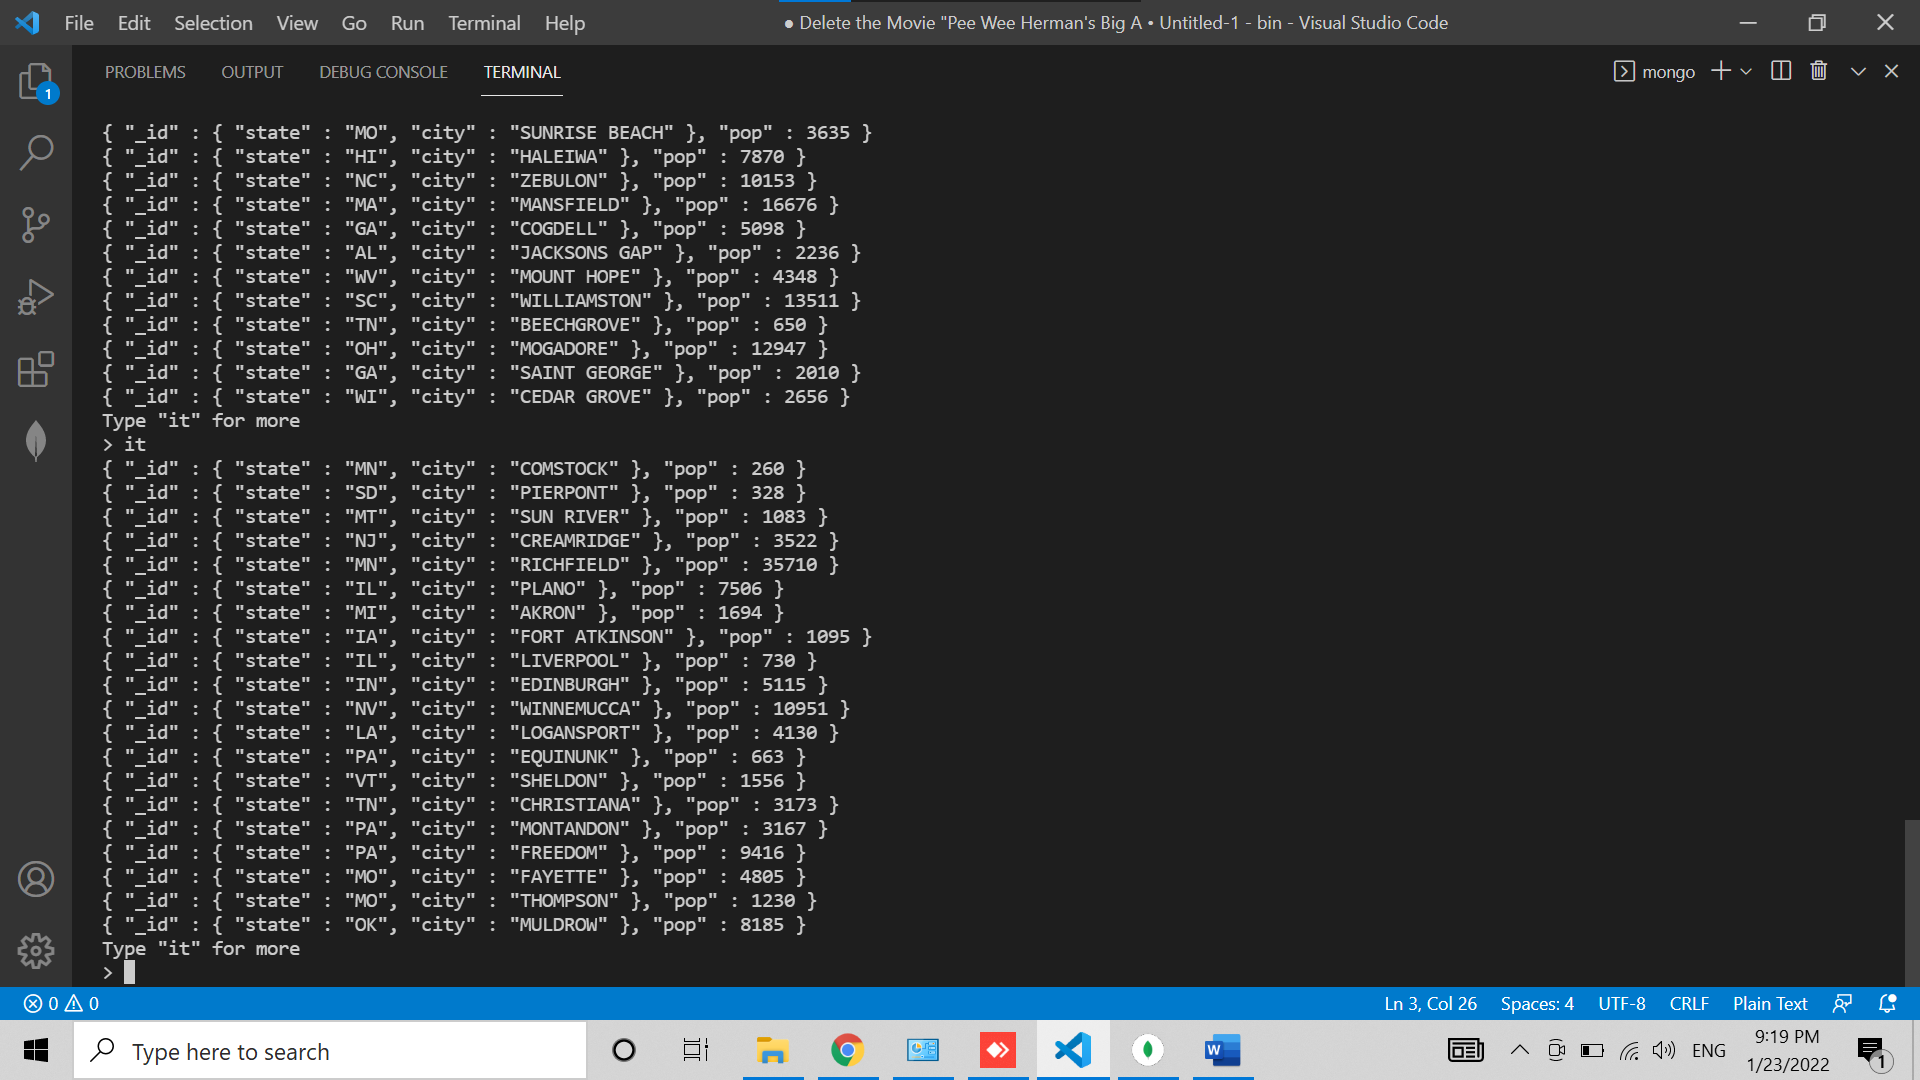 File Edit Selection View Go Run Terminal Help
● Delete the Movie "Pee Wee Herman's Big A • Untitled-1 - bin - Visual Studio Code
PROBLEMS OUTPUT DEBUG CONSOLE TERMINAL
mongo
1
{ "_id" : { "state" : "MO", "city" : "SUNRISE BEACH" }, "pop" : 3635 }
{ "_id" : { "state" : "HI", "city" : "HALEIWA" }, "pop" : 7870 }
{ "_id" : { "state" : "NC", "city" : "ZEBULON" }, "pop" : 10153 }
{ "_id" : { "state" : "MA", "city" : "MANSFIELD" }, "pop" : 16676 }
{ "_id" : { "state" : "GA", "city" : "COGDELL" }, "pop" : 5098 }
{ "_id" : { "state" : "AL", "city" : "JACKSONS GAP" }, "pop" : 2236 }
{ "_id" : { "state" : "WV", "city" : "MOUNT HOPE" }, "pop" : 4348 }
{ "_id" : { "state" : "SC", "city" : "WILLIAMSTON" }, "pop" : 13511 }
{ "_id" : { "state" : "TN", "city" : "BEECHGROVE" }, "pop" : 650 }
{ "_id" : { "state" : "OH", "city" : "MOGADORE" }, "pop" : 12947 }
{ "_id" : { "state" : "GA", "city" : "SAINT GEORGE" }, "pop" : 2010 }
{ "_id" : { "state" : "WI", "city" : "CEDAR GROVE" }, "pop" : 2656 }
Type "it" for more
> it
{ "_id" : { "state" : "MN", "city" : "COMSTOCK" }, "pop" : 260 }
{ "_id" : { "state" : "SD", "city" : "PIERPONT" }, "pop" : 328 }
{ "_id" : { "state" : "MT", "city" : "SUN RIVER" }, "pop" : 1083 }
{ "_id" : { "state" : "NJ", "city" : "CREAMRIDGE" }, "pop" : 3522 }
{ "_id" : { "state" : "MN", "city" : "RICHFIELD" }, "pop" : 35710 }
{ "_id" : { "state" : "IL", "city" : "PLANO" }, "pop" : 7506 }
{ "_id" : { "state" : "MI", "city" : "AKRON" }, "pop" : 1694 }
{ "_id" : { "state" : "IA", "city" : "FORT ATKINSON" }, "pop" : 1095 }
{ "_id" : { "state" : "IL", "city" : "LIVERPOOL" }, "pop" : 730 }
{ "_id" : { "state" : "IN", "city" : "EDINBURGH" }, "pop" : 5115 }
{ "_id" : { "state" : "NV", "city" : "WINNEMUCCA" }, "pop" : 10951 }
{ "_id" : { "state" : "LA", "city" : "LOGANSPORT" }, "pop" : 4130 }
{ "_id" : { "state" : "PA", "city" : "EQUINUNK" }, "pop" : 663 }
{ "_id" : { "state" : "VT", "city" : "SHELDON" }, "pop" : 1556 }
{ "_id" : { "state" : "TN", "city" : "CHRISTIANA" }, "pop" : 3173 }
{ "_id" : { "state" : "PA", "city" : "MONTANDON" }, "pop" : 3167 }
{ "_id" : { "state" : "PA", "city" : "FREEDOM" }, "pop" : 9416 }
{ "_id" : { "state" : "MO", "city" : "FAYETTE" }, "pop" : 4805 }
{ "_id" : { "state" : "MO", "city" : "THOMPSON" }, "pop" : 1230 }
{ "_id" : { "state" : "OK", "city" : "MULDROW" }, "pop" : 8185 }
Type "it" for more
>
0 0
Ln 3, Col 26 Spaces: 4 UTF-8 CRLF Plain Text
Type here to search
W
ENG
9:19 PM
1/23/2022
1